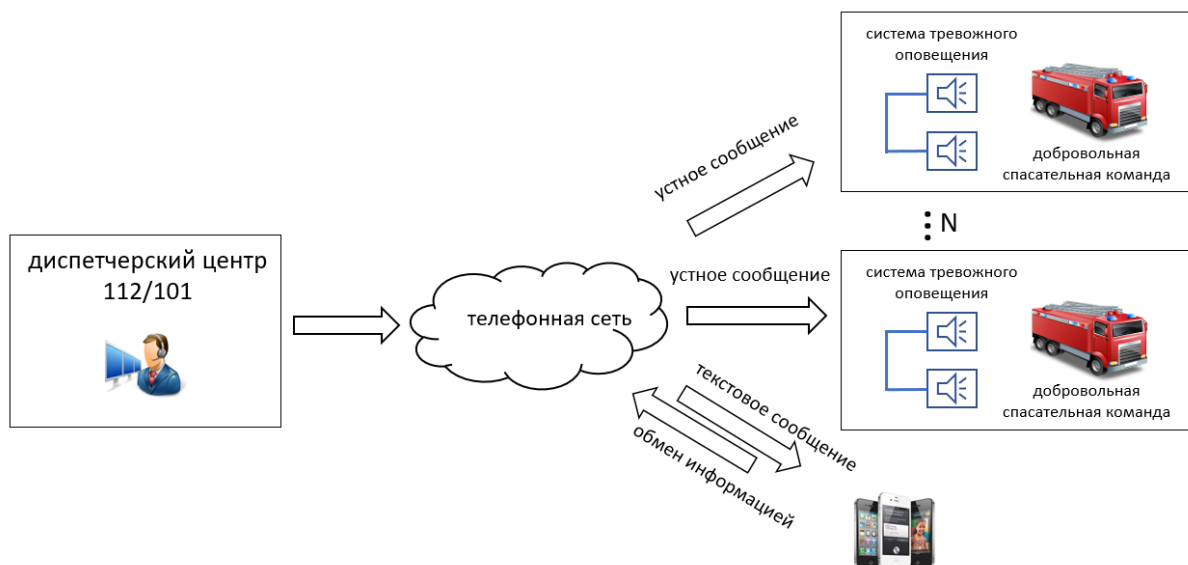 диспетчерский центр
112/101
телефонная сеть
устное сообщение
устное сообщение
текстовое сообщение
обмен информацией
система тревожного
оповещения
добровольная
спасательная команда
N
система тревожного
оповещения
добровольная
спасательная команда